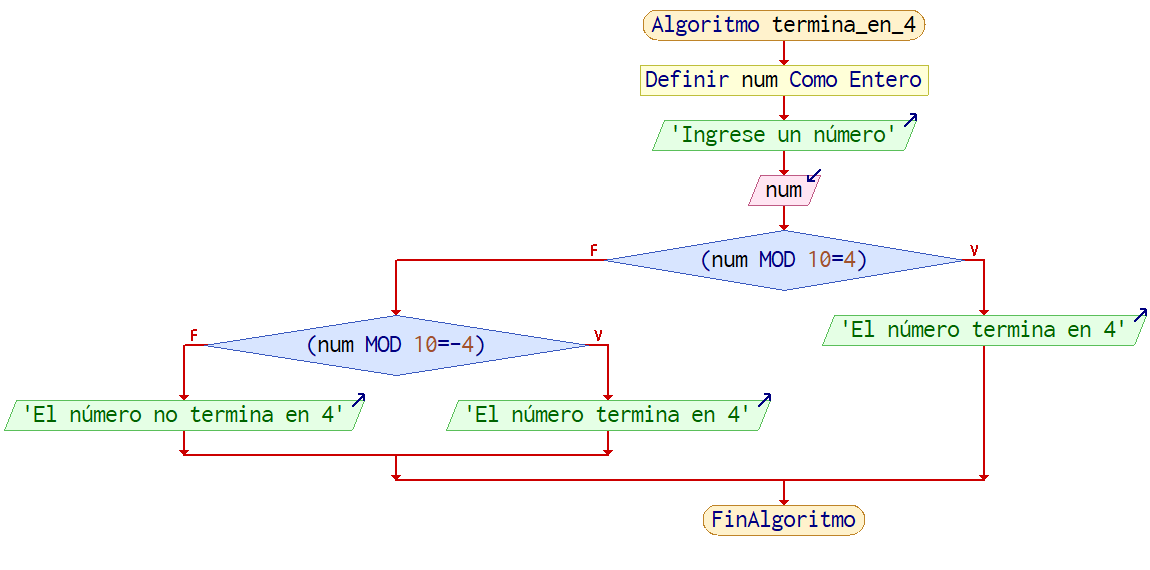 Algoritmo termina_en_4
Definir num Como Entero
'Ingrese un número'
num
F
(num MOD 10=4)
V
F
(num MOD 10=-4)
V
'El número termina en 4'
'El número no termina en 4'
'El número termina en 4'
FinAlgoritmo